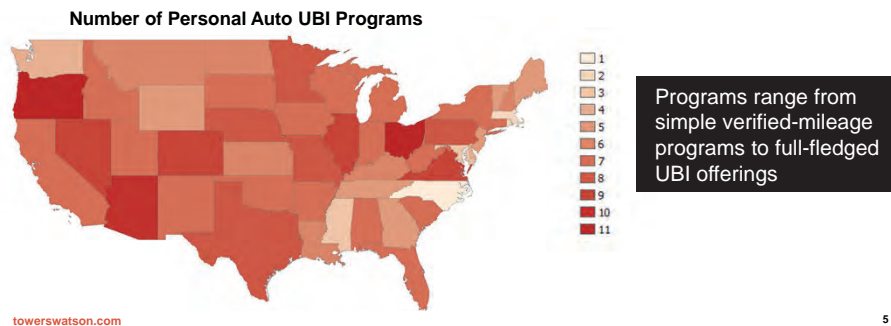 Number of Personal Auto UBI Programs
1
2
3
4
5
6
7
8
9
10
11
Programs range from
simple verified-mileage
programs to full-fledged
UBI offerings
towerswatson.com
5